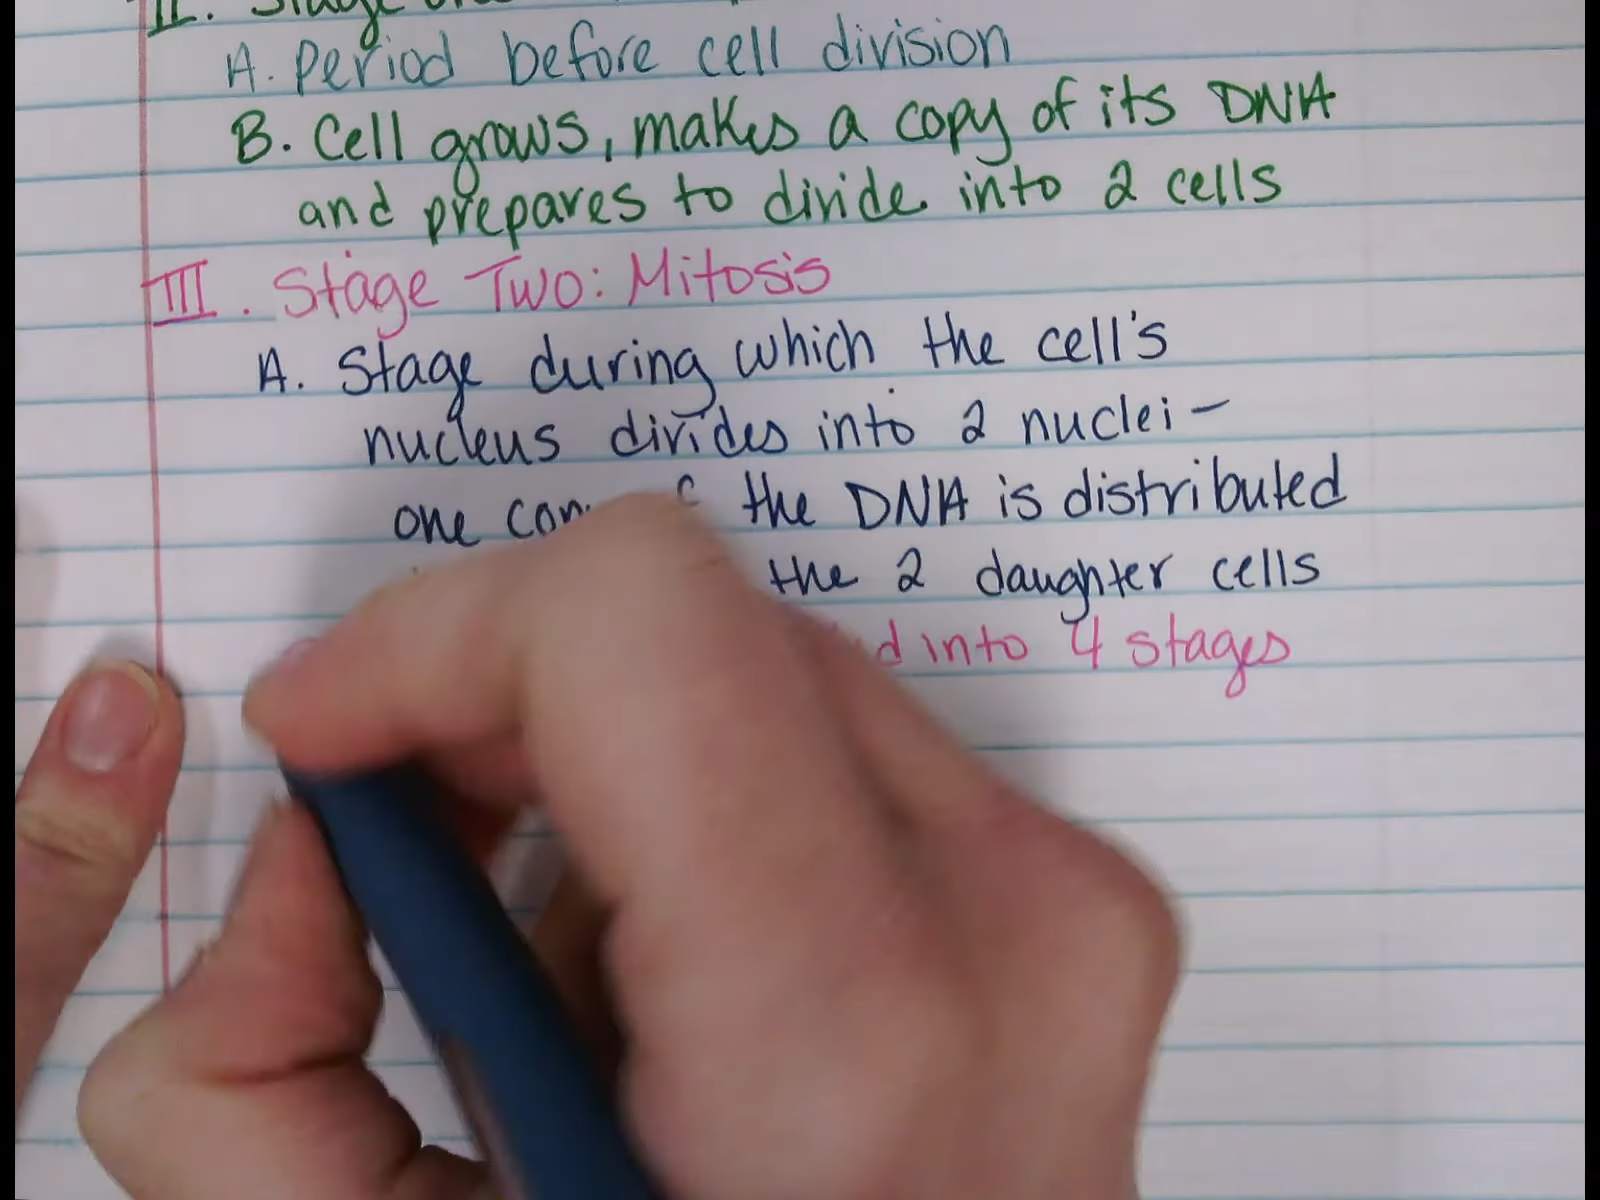 II. Stage
A. Period before cell division
B. Cell grows, makes a copy of its DNA
and prepares to divide into 2 cells
III. Stage Two: Mitosis
A. Stage during which the cell's
nucleus divides into 2 nuclei -
one the DNA is distributed
the 2 daughter cells
into 4 stages